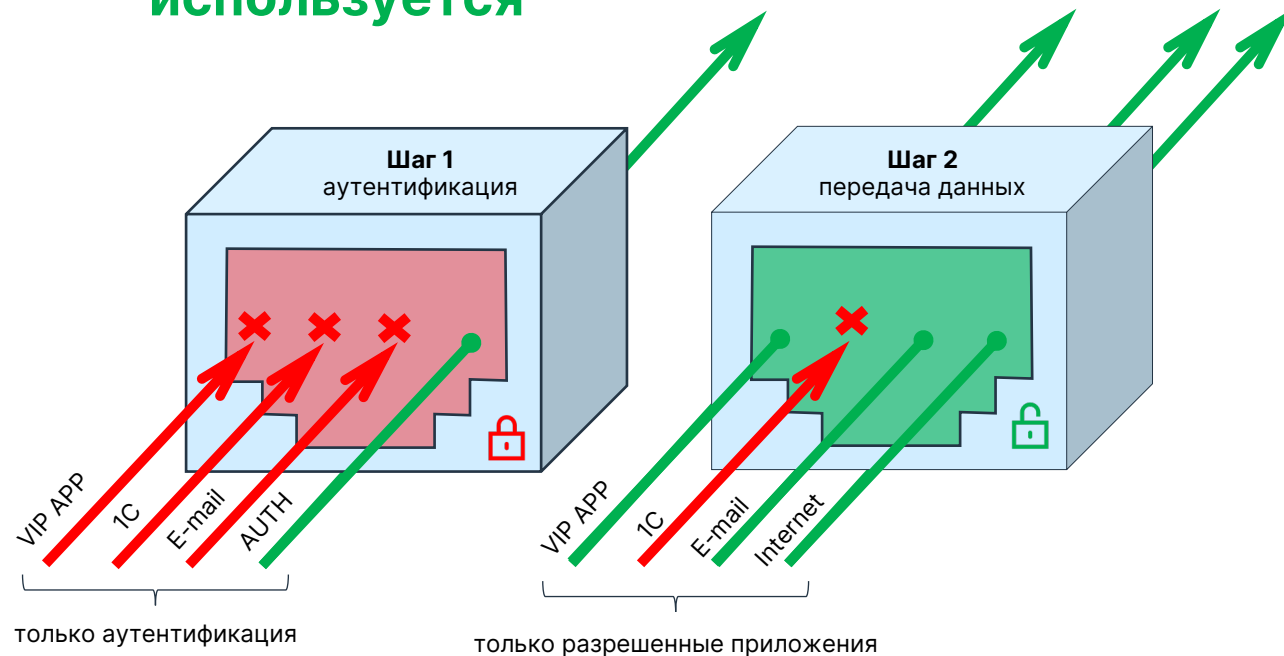 используется
Шаг 1
аутентификация
Шаг 2
передача данных
VIP APP
1C
E-mail
AUTH
VIP APP
1C
E-mail
Internet
только аутентификация
только разрешенные приложения